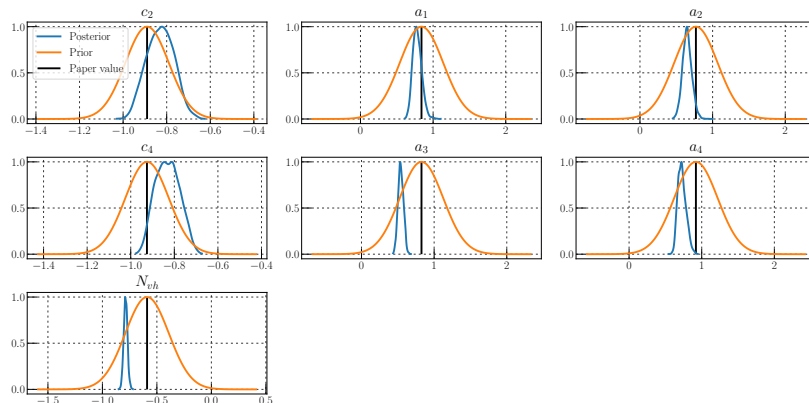 c2 a1 a2
1.0 1.0 1.0
Posterior
Prior
Paper value
0.5 0.5 0.5
0.0 0.0 0.0
−1.4 −1.2 −1.0 −0.8 −0.6 −0.4 0 1 2 0 1 2
c4 a3 a4
1.0 1.0 1.0
0.5 0.5 0.5
0.0 0.0 0.0
−1.4 −1.2 −1.0 −0.8 −0.6 −0.4 0 1 2 0 1 2
Nvh
1.0
0.5
0.0
−1.5 −1.0 −0.5 0.0 0.5